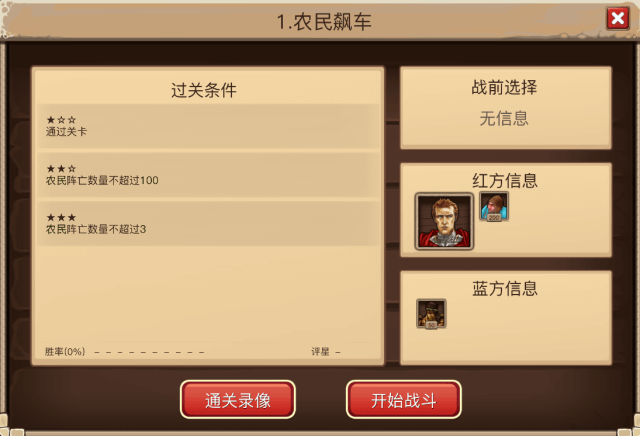 1.农民飙车
过关条件
★☆☆
通过关卡
★★☆
农民阵亡数量不超过100
★★★
农民阵亡数量不超过3
胜率(0%) － － － － － － － － － －
评星 －
战前选择
无信息
红方信息
200
蓝方信息
通关录像
开始战斗